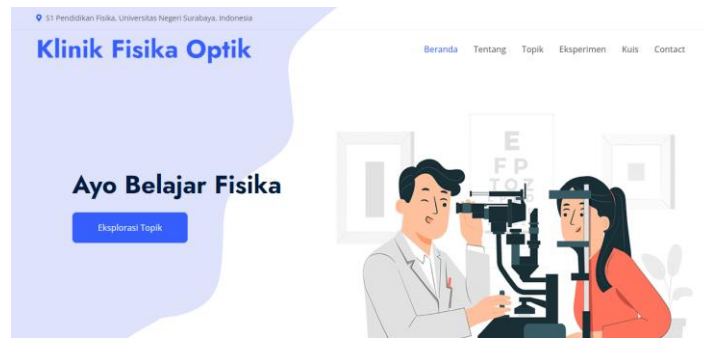 S1 Pendidikan Fisika, Universitas Negeri Surabaya, Indonesia
Klinik Fisika Optik
Beranda Tentang Topik Eksperimen Kuis Contact
E
F P
T O Z
Ayo Belajar Fisika
Eksplorasi Topik